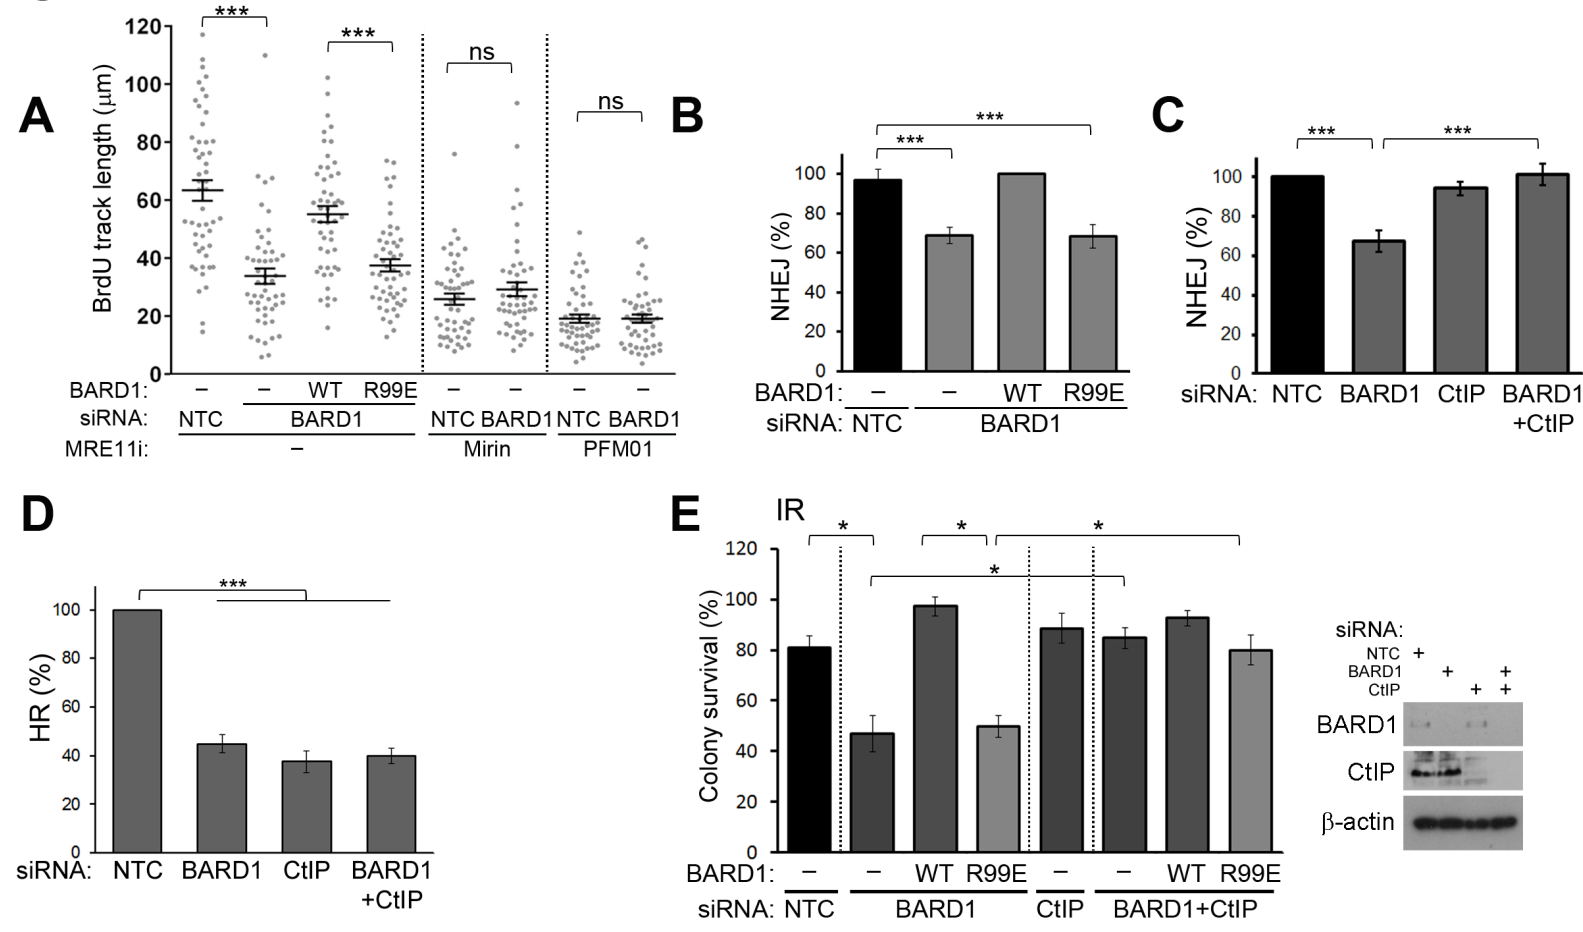 A
BrdU track length (μm)
120
100
80
60
40
20
0
***
***
ns
ns
BARD1: – – WT R99E – – – –
siRNA: NTC BARD1 NTC BARD1 NTC BARD1
MRE11i: – Mirin PFM01
B
NHEJ (%)
100
80
60
40
20
0
***
***
BARD1: – – WT R99E
siRNA: NTC BARD1
C
NHEJ (%)
100
80
60
40
20
0
***
***
siRNA: NTC BARD1 CtIP BARD1
+CtIP
D
HR (%)
100
80
60
40
20
0
***
siRNA: NTC BARD1 CtIP BARD1
+CtIP
E
IR
Colony survival (%)
120
100
80
60
40
20
0
* * *
*
BARD1: – – WT R99E – – WT R99E
siRNA: NTC BARD1 CtIP BARD1+CtIP
siRNA:
NTC +
BARD1 + +
CtIP + +
BARD1
CtIP
β-actin